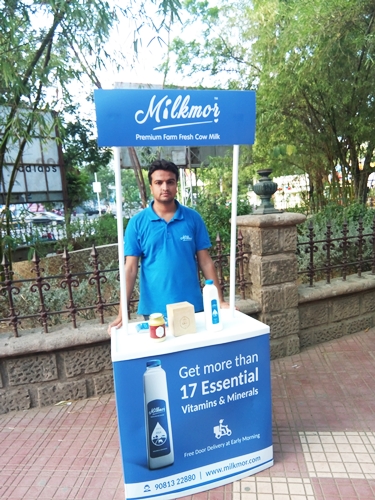 Milkmor
Premium Farm Fresh Cow Milk
Get more than
17 Essential
Vitamins & Minerals
Free Door Delivery at Early Morning
90813 22880 | www.milkmor.com